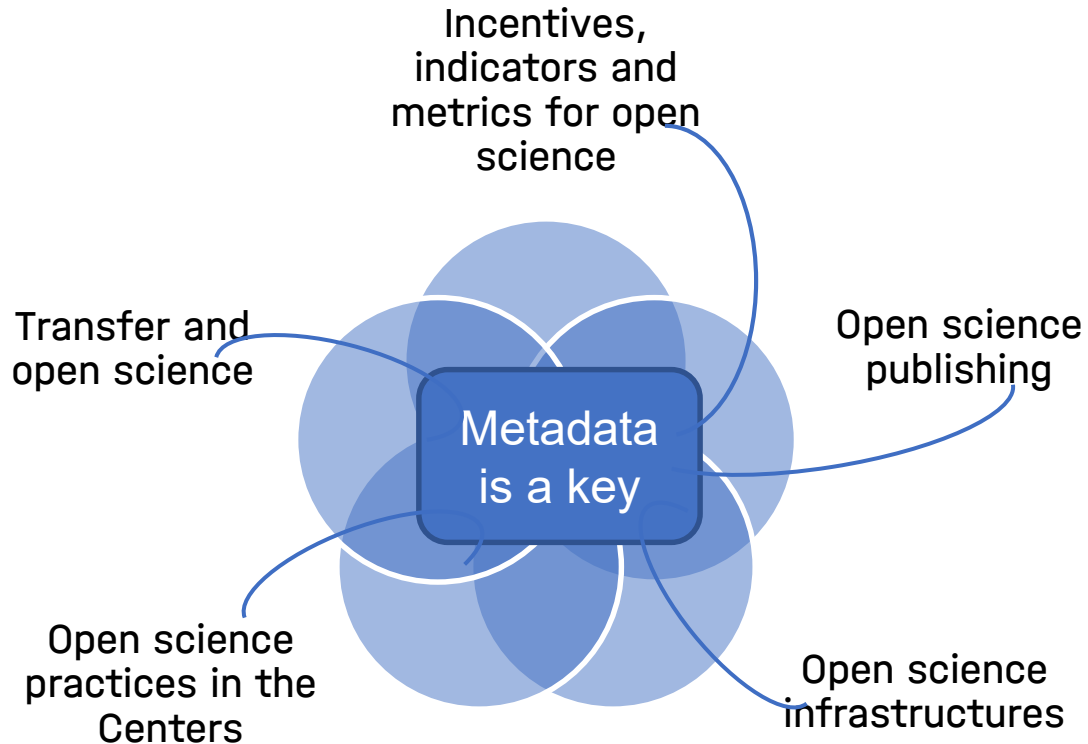 Incentives,
indicators and
metrics for open
science
Transfer and
open science
Open science
publishing
Metadata
is a key
Open science
practices in the
Centers
Open science
infrastructures